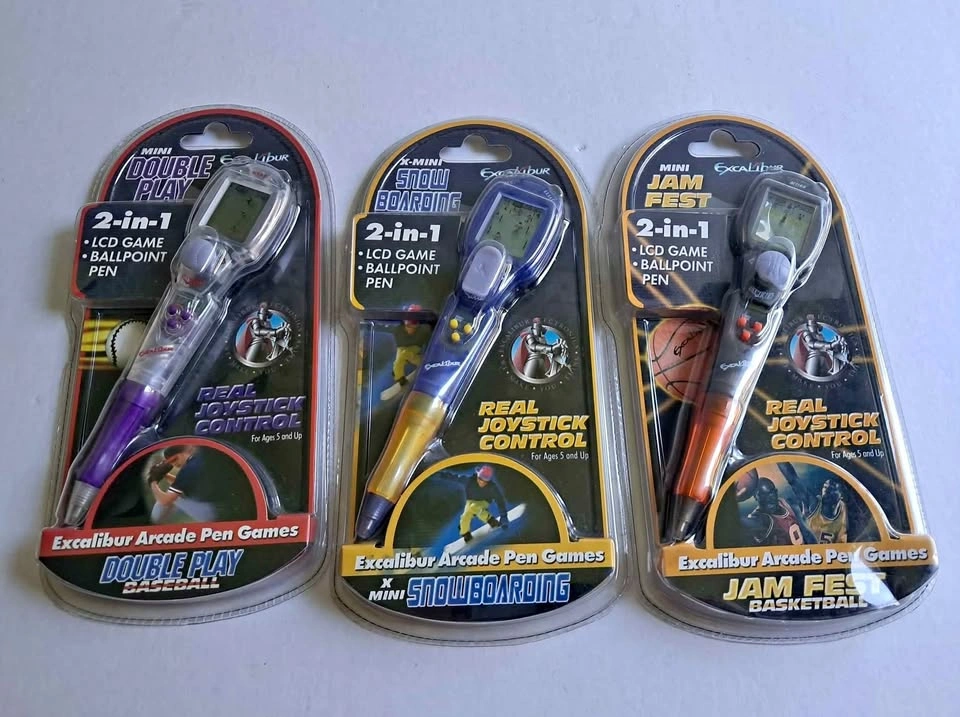 MINI
DOUBLE
PLAY
EXCALIBUR
2-in-1
• LCD GAME
• BALLPOINT
PEN
EXCALIBUR
REAL
JOYSTICK
CONTROL
For Ages 5 and Up
Excalibur Arcade Pen Games
DOUBLE PLAY
BASEBALL
X-MINI
SNOW
BOARDING
EXCALIBUR
2-in-1
• LCD GAME
• BALLPOINT
PEN
EXCALIBUR
REAL
JOYSTICK
CONTROL
For Ages 5 and Up
Excalibur Arcade Pen Games
X
MINI SNOWBOARDING
MINI
JAM
FEST
EXCALIBUR
2-in-1
• LCD GAME
• BALLPOINT
PEN
EXCALIBUR
REAL
JOYSTICK
CONTROL
For Ages 5 and Up
Excalibur Arcade Pen Games
JAM FEST
BASKETBALL